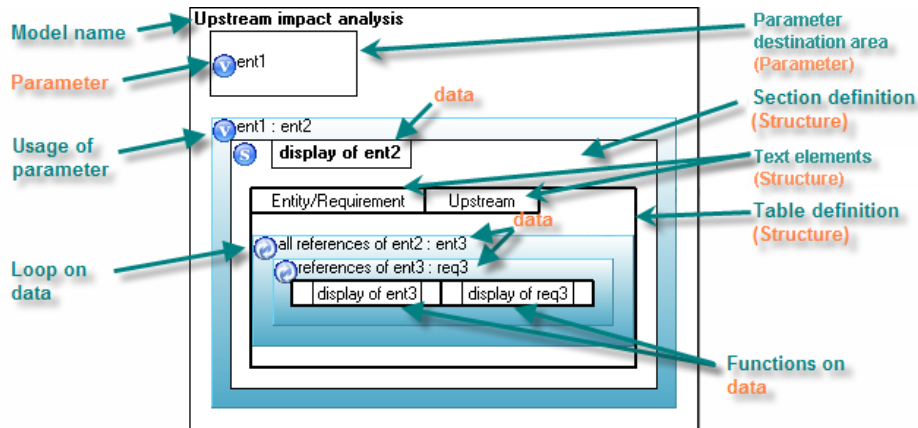 Upstream impact analysis
Model name
Parameter
destination area
(Parameter)
ent1
Parameter
data
Section definition
(Structure)
ent1 : ent2
S
display of ent2
Usage of
parameter
Text elements
(Structure)
Entity/Requirement
Upstream
Table definition
(Structure)
data
all references of ent2 : ent3
references of ent3 : req3
Loop on
data
display of ent3
display of req3
Functions on
data